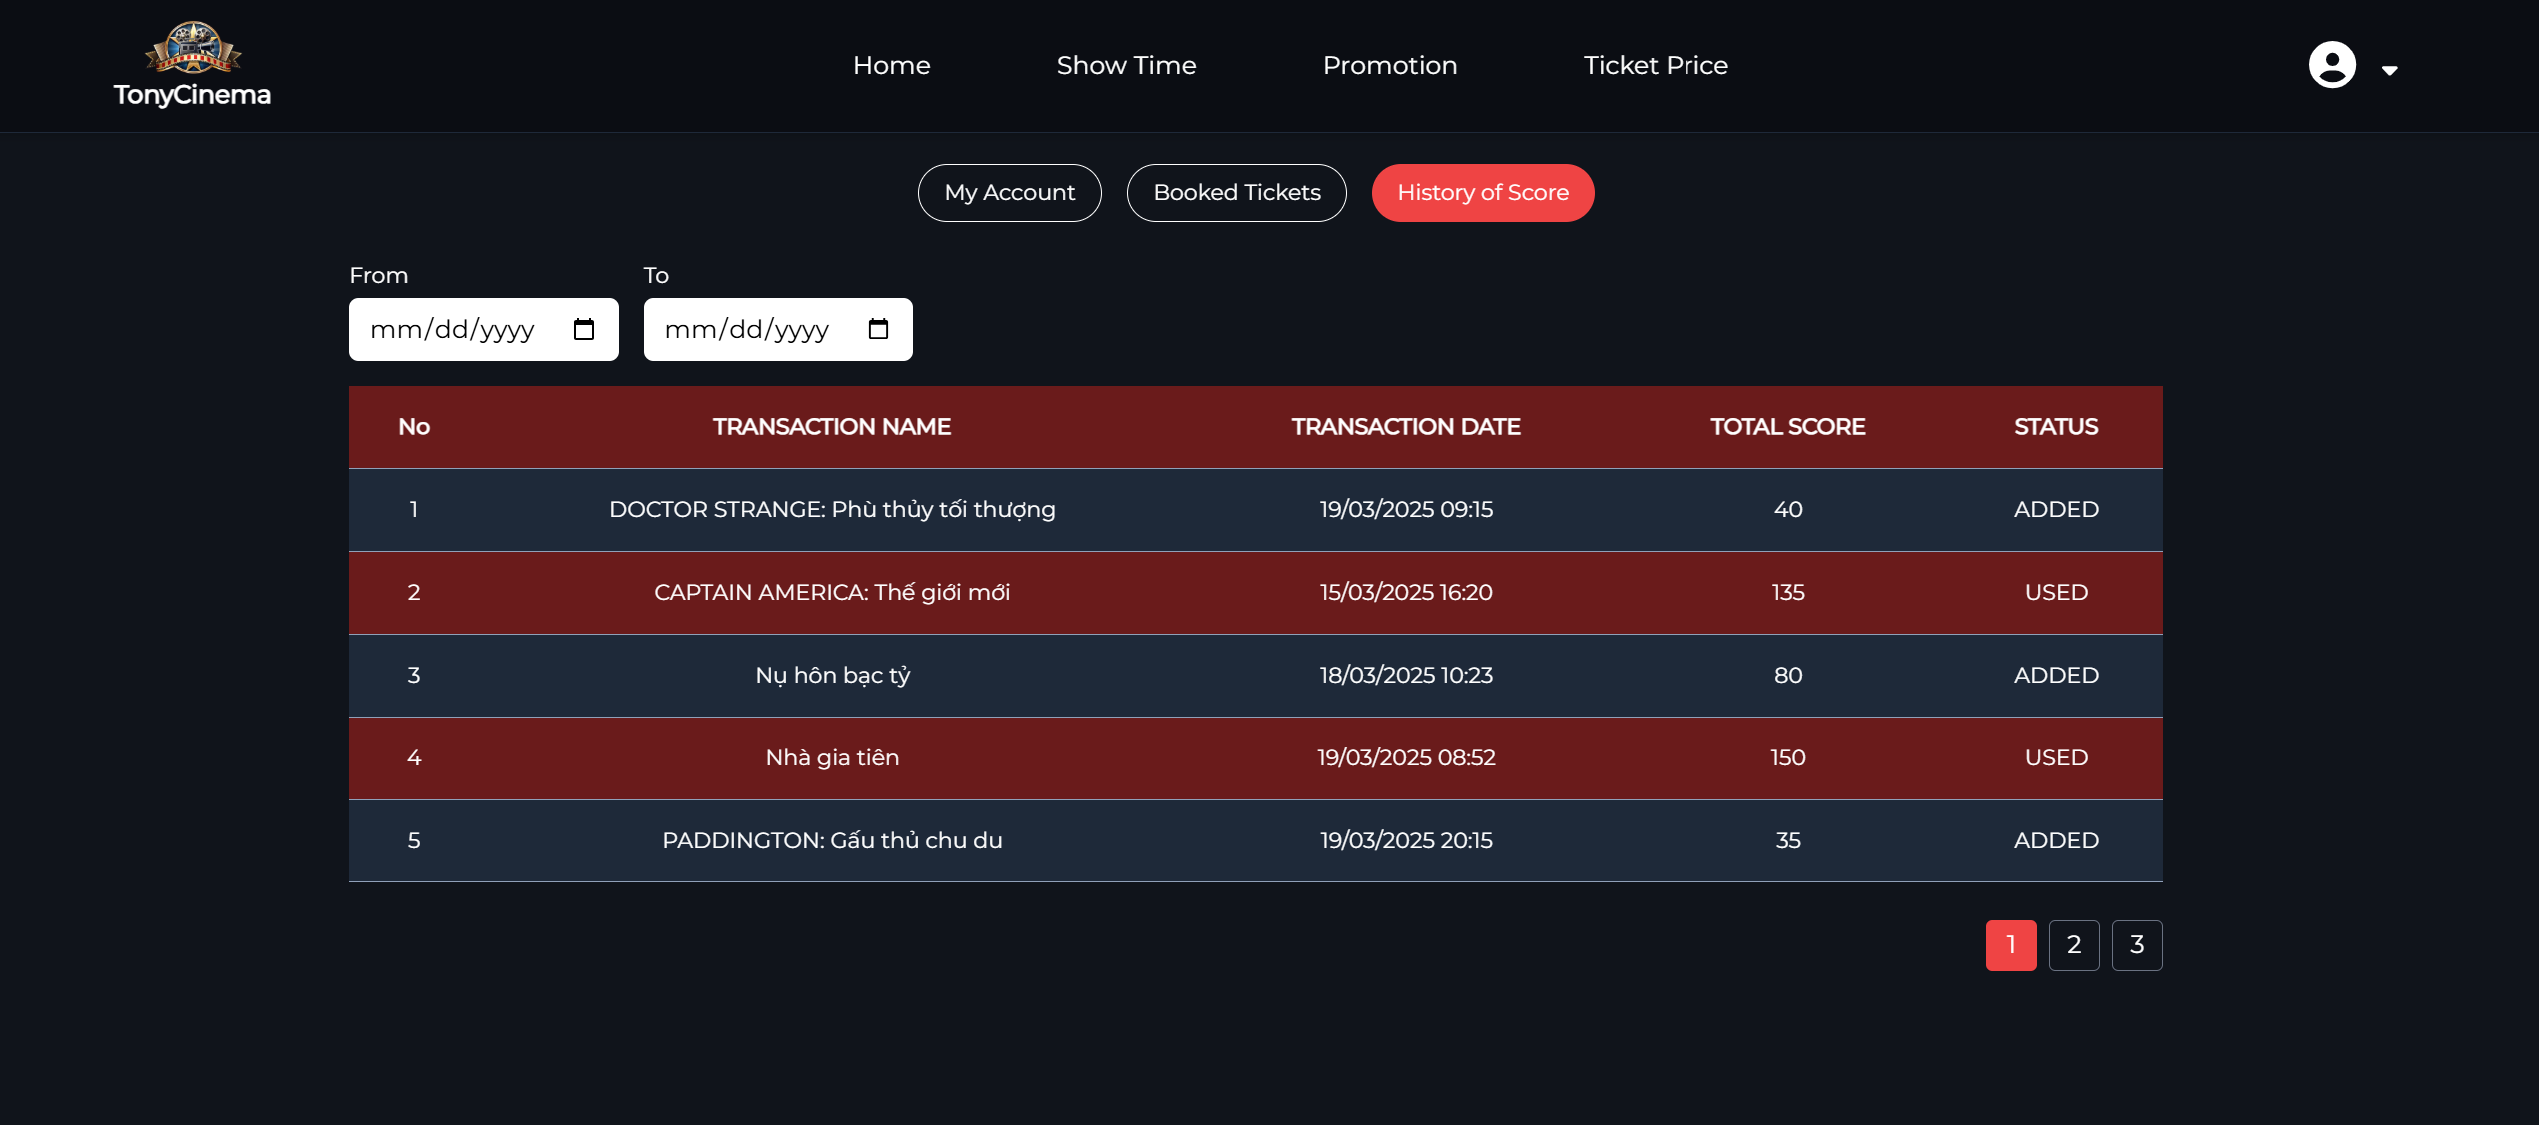 TonyCinema
Home Show Time Promotion Ticket Price
My Account Booked Tickets History of Score
From To
mm/dd/yyyy mm/dd/yyyy
No TRANSACTION NAME TRANSACTION DATE TOTAL SCORE STATUS
1 DOCTOR STRANGE: Phù thủy tối thượng 19/03/2025 09:15 40 ADDED
2 CAPTAIN AMERICA: Thế giới mới 15/03/2025 16:20 135 USED
3 Nụ hôn bạc tỷ 18/03/2025 10:23 80 ADDED
4 Nhà gia tiên 19/03/2025 08:52 150 USED
5 PADDINGTON: Gấu thủ chu du 19/03/2025 20:15 35 ADDED
1 2 3